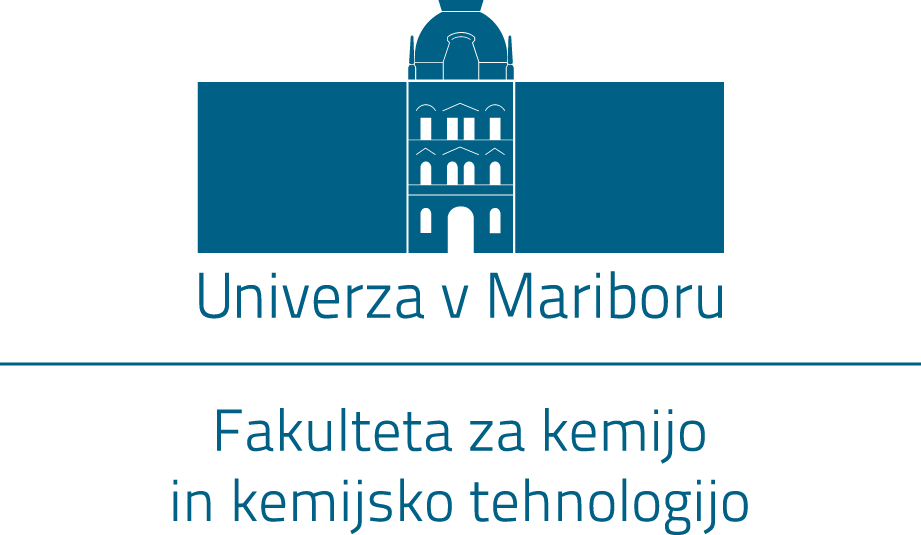 Univerza v Mariboru
Fakulteta za kemijo
in kemijsko tehnologijo